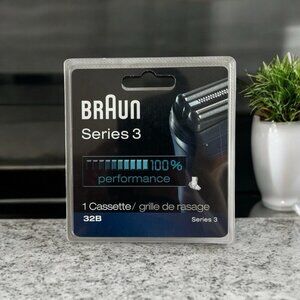 BRAUN
Series 3
100%
performance
1 Cassette/ grille de rasage
32B
Series 3